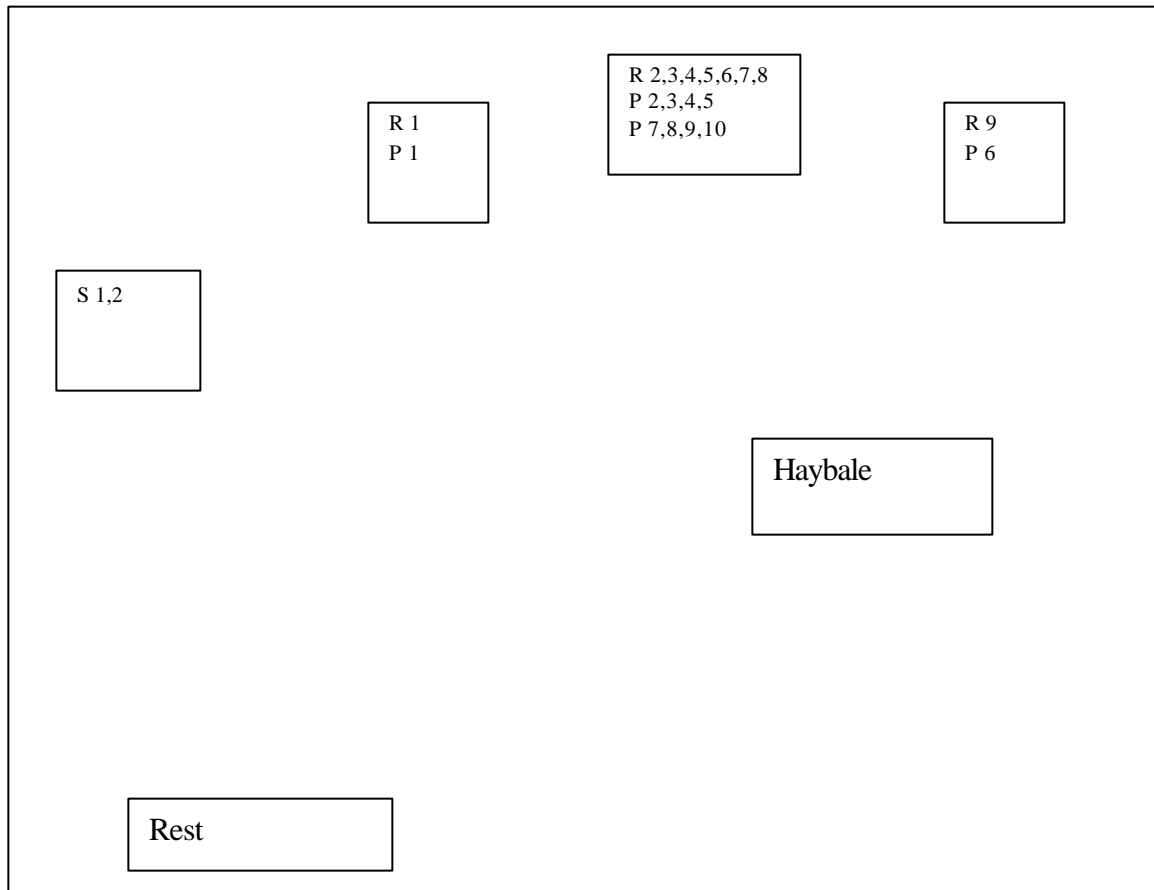 R 2,3,4,5,6,7,8
P 2,3,4,5
P 7,8,9,10
R 1
P 1
R 9
P 6
S 1,2
Haybale
Rest